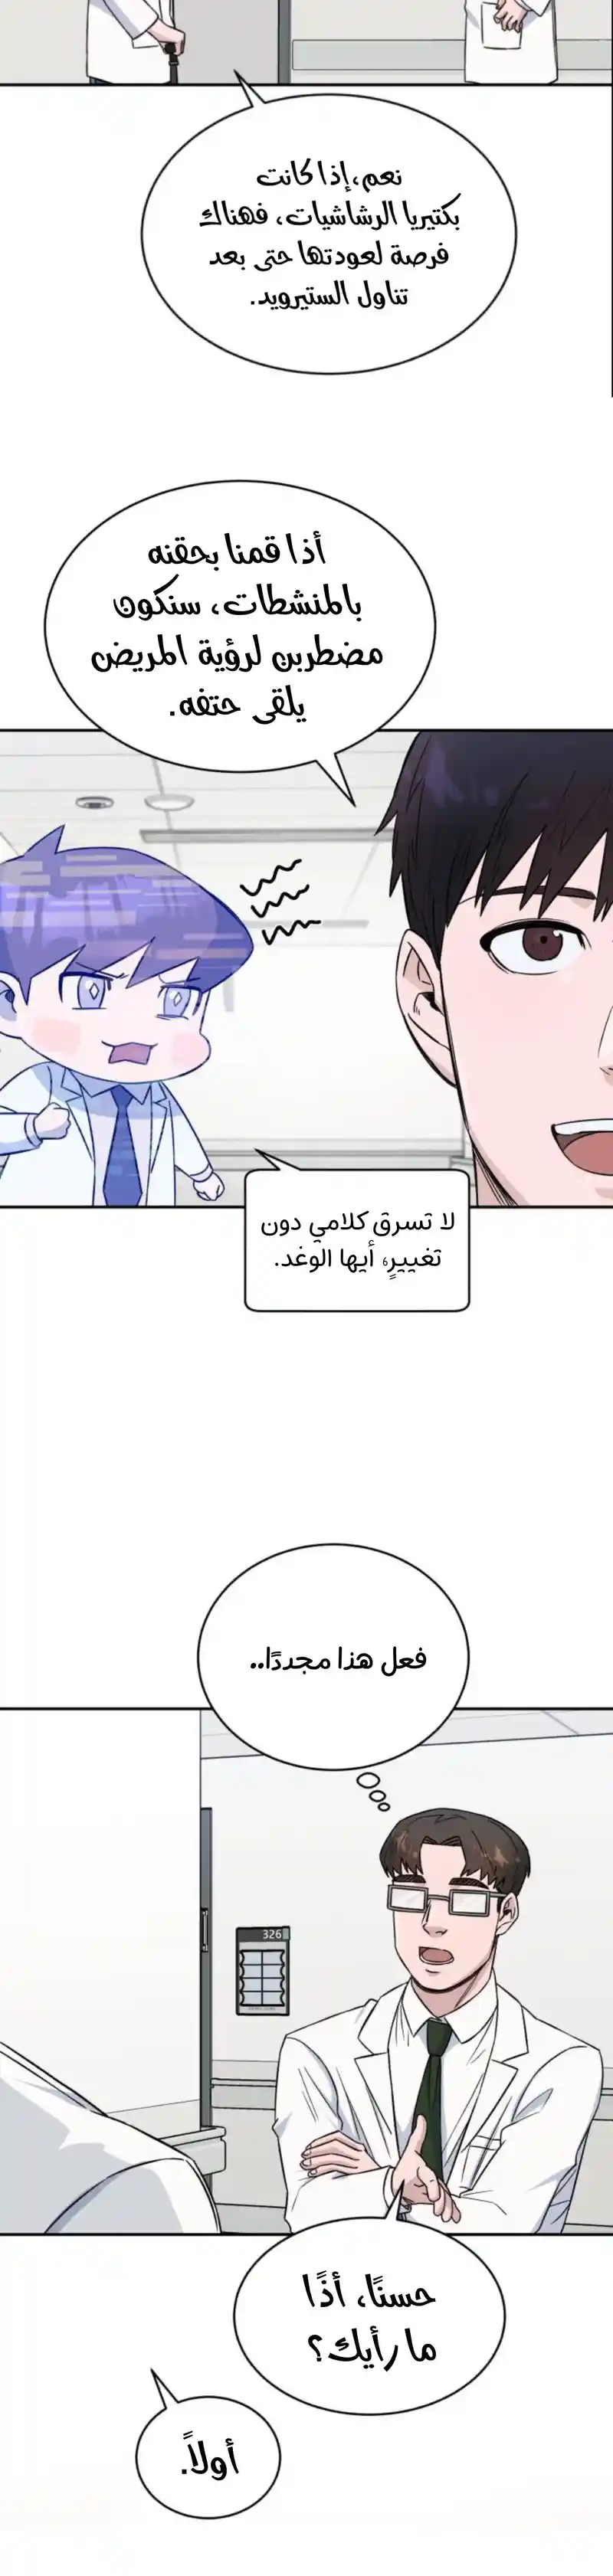 نعم،إذا كانت
بكتيريا الرشاشيات، فهناك
فرصة لعودتها حتى بعد
تناول الستيرويد.
أذا قمنا بحقنه
بالمنشطات، سنكون
مضطرين لرؤية المريض
يلقى حتفه.
لا تسرق كلامي دون
تغييرٍ، أيها الوغد.
فعل هذا مجددًا..
326
حسنًا، أذًا
ما رأيك؟
أولاً.